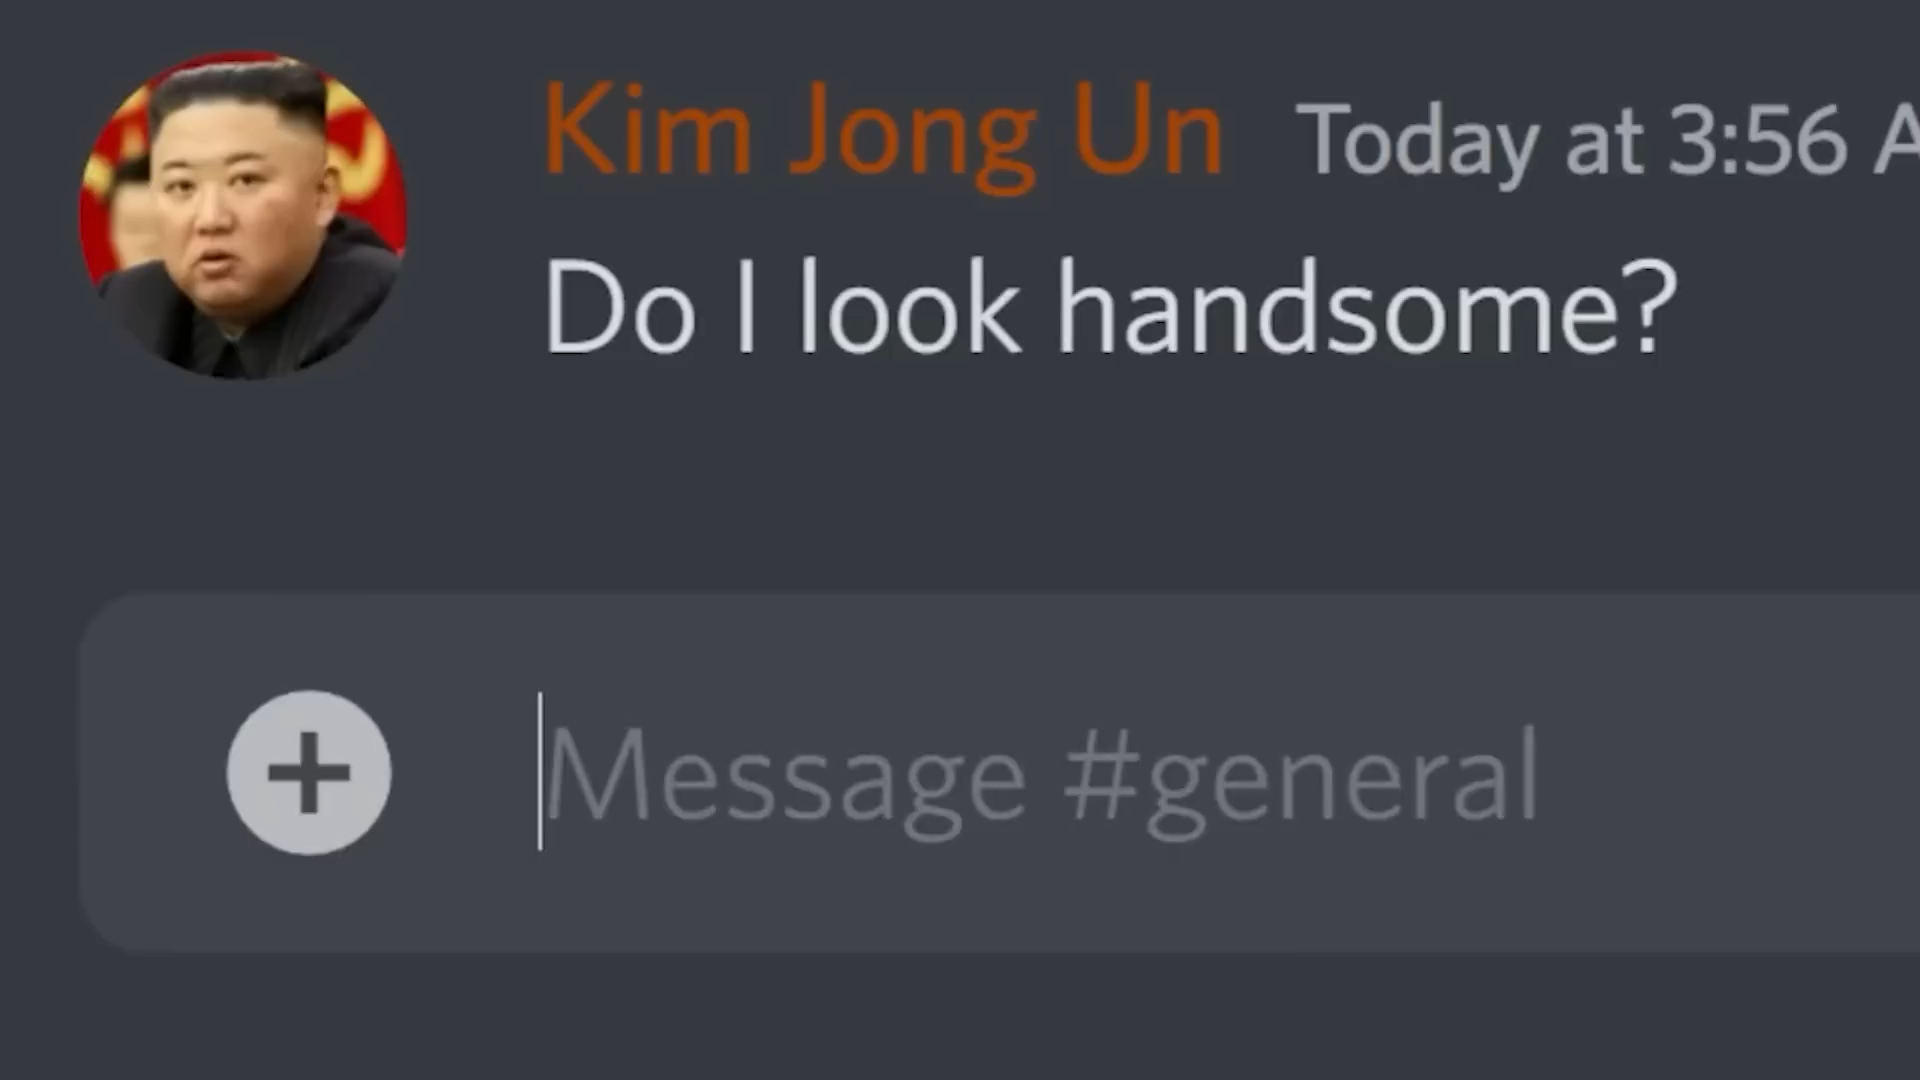 Kim Jong Un Today at 3:56 A
Do I look handsome?
Message #general